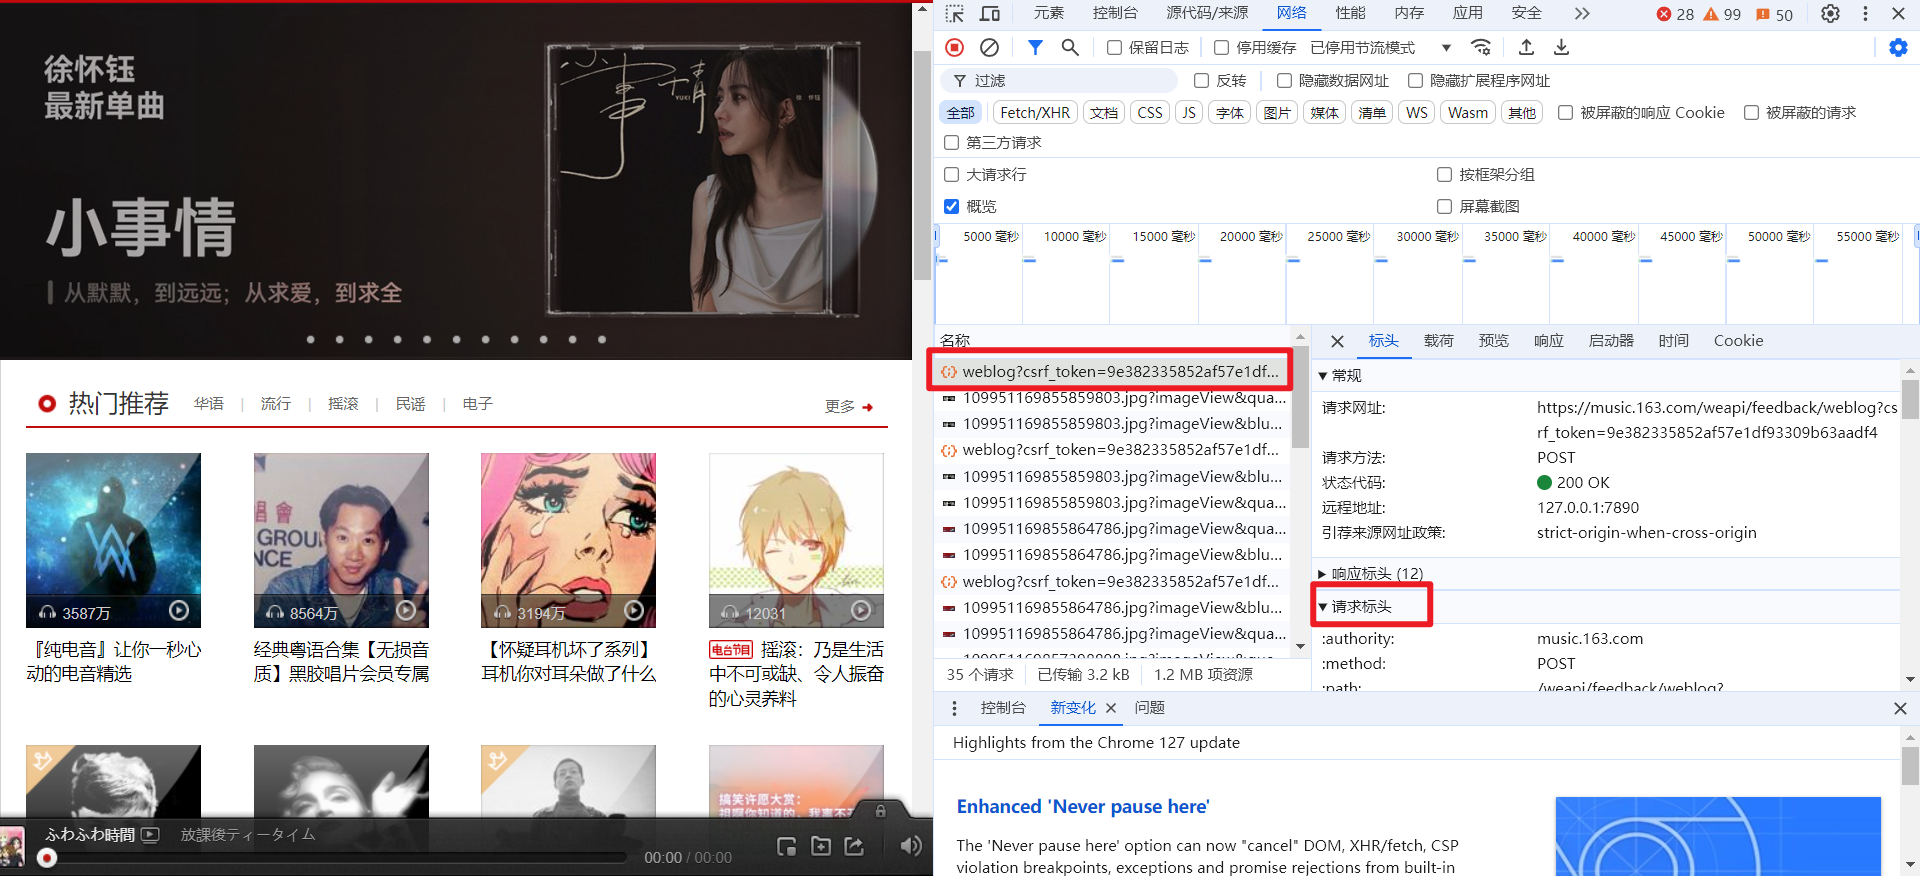 徐怀钰
最新单曲
小事情
从默默，到远远；从求爱，到求全
小事情
YUKI
徐 怀钰
热门推荐 华语 | 流行 | 摇滚 | 民谣 | 电子
更多
3587万
8564万
3194万
12031
『纯电音』让你一秒心
动的电音精选
经典粤语合集【无损音
质】黑胶唱片会员专属
【怀疑耳机坏了系列】
耳机你对耳朵做了什么
电台节目 摇滚：乃是生活
中不可或缺、令人振奋
的心灵养料
搞笑许愿大赏：
ふわふわ時間 放課後ティータイム
00:00 / 00:00
元素 控制台 源代码/来源 网络 性能 内存 应用 安全 28 99 50
保留日志 停用缓存 已停用节流模式
过滤 反转 隐藏数据网址 隐藏扩展程序网址
全部 Fetch/XHR 文档 CSS JS 字体 图片 媒体 清单 WS Wasm 其他 被屏蔽的响应 Cookie 被屏蔽的请求
第三方请求
大请求行 按框架分组
概览 屏幕截图
5000 毫秒 10000 毫秒 15000 毫秒 20000 毫秒 25000 毫秒 30000 毫秒 35000 毫秒 40000 毫秒 45000 毫秒 50000 毫秒 55000 毫秒
名称
weblog?csrf_token=9e382335852af57e1df...
109951169855859803.jpg?imageView&qua...
109951169855859803.jpg?imageView&blu...
weblog?csrf_token=9e382335852af57e1df...
109951169855859803.jpg?imageView&blu...
109951169855859803.jpg?imageView&qua...
109951169855864786.jpg?imageView&qua...
109951169855864786.jpg?imageView&blu...
weblog?csrf_token=9e382335852af57e1df...
109951169855864786.jpg?imageView&blu...
109951169855864786.jpg?imageView&qua...
35 个请求 已传输 3.2 kB 1.2 MB 项资源
标头 载荷 预览 响应 启动器 时间 Cookie
常规
请求网址: https://music.163.com/weapi/feedback/weblog?cs
rf_token=9e382335852af57e1df93309b63aadf4
请求方法: POST
状态代码: 200 OK
远程地址: 127.0.0.1:7890
引荐来源网址政策: strict-origin-when-cross-origin
响应标头 (12)
请求标头
:authority: music.163.com
:method: POST
:path: /weapi/feedback/weblog?
控制台 新变化 问题
Highlights from the Chrome 127 update
Enhanced 'Never pause here'
The 'Never pause here' option can now "cancel" DOM, XHR/fetch, CSP
violation breakpoints, exceptions and promise rejections from built-in